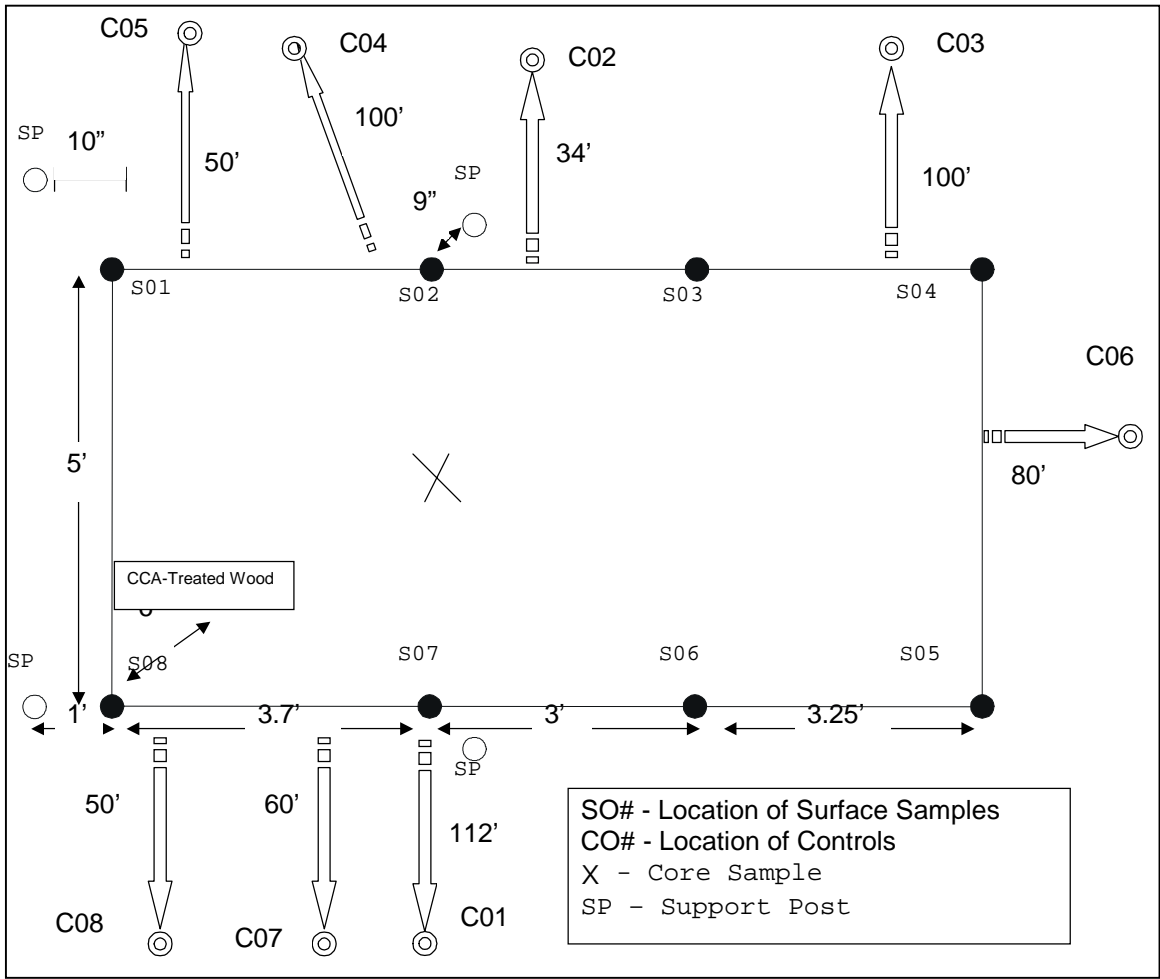 C05
C04
C02
C03
SP
10”
100’
50’
34’
SP
9”
100’
S01
S02
S03
S04
C06
5’
80’
CCA-Treated Wood
SP
S08
S07
S06
S05
1’
3.7’
3’
3.25’
SP
50’
60’
112’
C08
C07
C01
SO# - Location of Surface Samples
CO# - Location of Controls
X - Core Sample
SP – Support Post